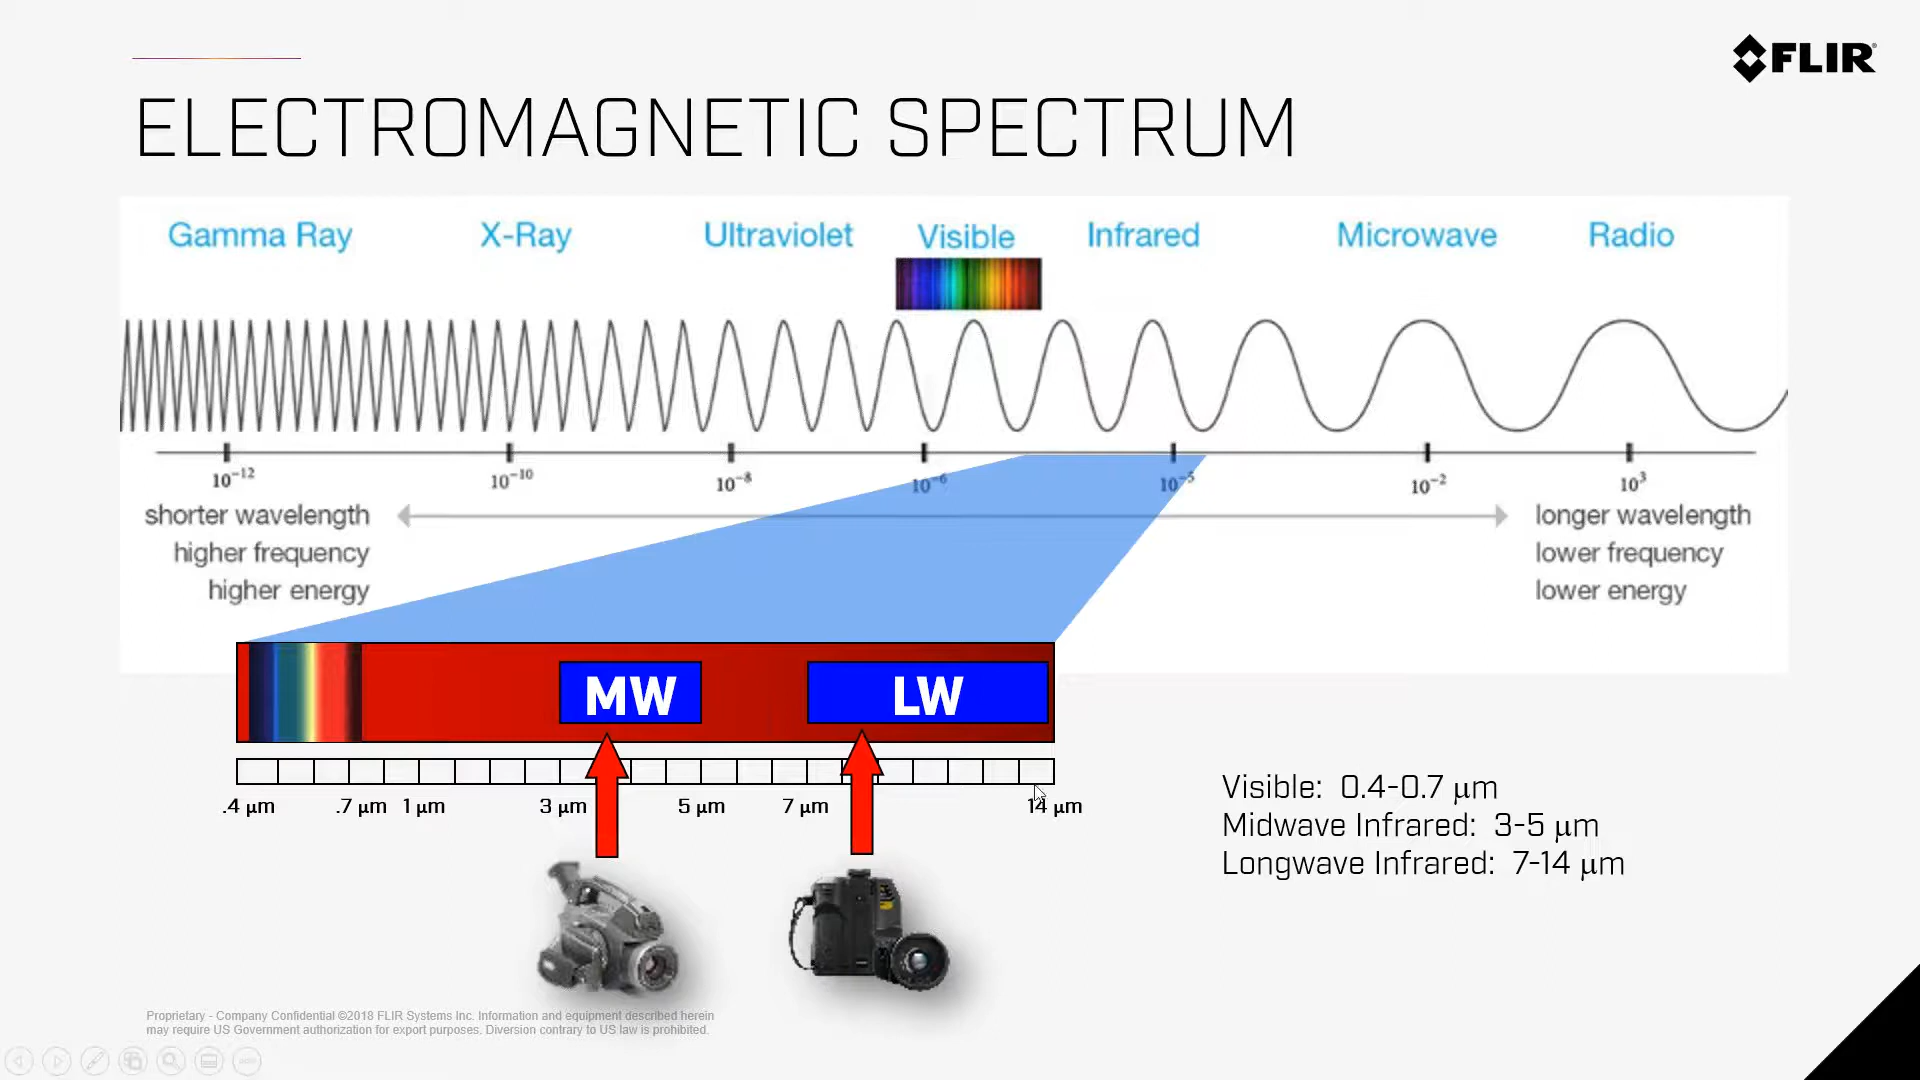 FLIR
ELECTROMAGNETIC SPECTRUM
Gamma Ray X-Ray Ultraviolet Visible Infrared Microwave Radio
10⁻¹² 10⁻¹⁰ 10⁻⁸ 10⁻⁶ 10⁻⁵ 10⁻² 10³
shorter wavelength
higher frequency
higher energy
longer wavelength
lower frequency
lower energy
MW LW
.4 µm .7 µm 1 µm 3 µm 5 µm 7 µm 14 µm
Visible: 0.4-0.7 µm
Midwave Infrared: 3-5 µm
Longwave Infrared: 7-14 µm
Proprietary - Company Confidential ©2018 FLIR Systems Inc. Information and equipment described herein
may require US Government authorization for export purposes. Diversion contrary to US law is prohibited.